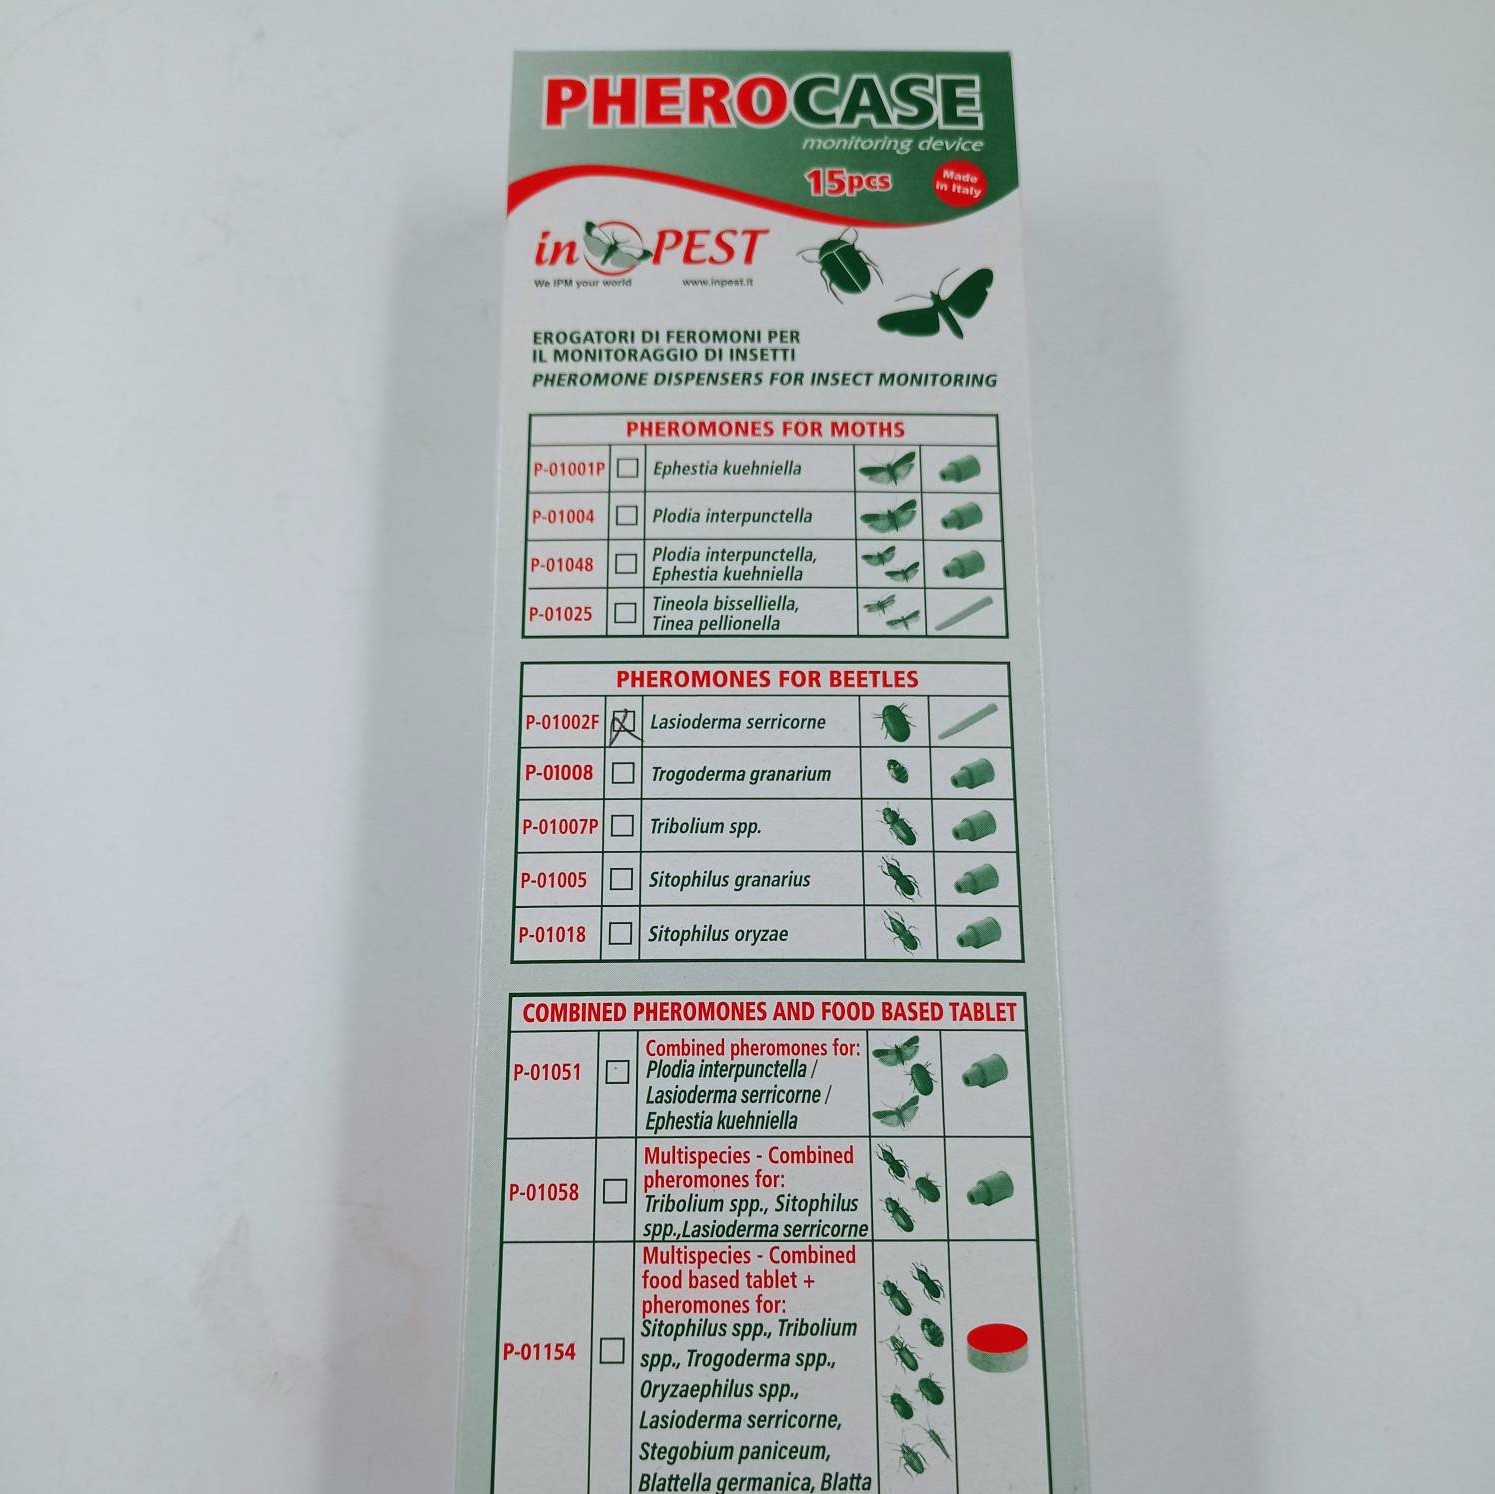 PHEROCASE
monitoring device
15pcs
Made
in Italy
in PEST
We IPM your world www.inpest.it
EROGATORI DI FEROMONI PER
IL MONITORAGGIO DI INSETTI
PHEROMONE DISPENSERS FOR INSECT MONITORING
PHEROMONES FOR MOTHS
P-01001P Ephestia kuehniella
P-01004 Plodia interpunctella
P-01048 Plodia interpunctella,
Ephestia kuehniella
P-01025 Tineola bisselliella,
Tinea pellionella
PHEROMONES FOR BEETLES
P-01002F Lasioderma serricorne
P-01008 Trogoderma granarium
P-01007P Tribolium spp.
P-01005 Sitophilus granarius
P-01018 Sitophilus oryzae
COMBINED PHEROMONES AND FOOD BASED TABLET
P-01051 Combined pheromones for:
Plodia interpunctella /
Lasioderma serricorne /
Ephestia kuehniella
P-01058 Multispecies - Combined
pheromones for:
Tribolium spp., Sitophilus
spp.,Lasioderma serricorne
P-01154 Multispecies - Combined
food based tablet +
pheromones for:
Sitophilus spp., Tribolium
spp., Trogoderma spp.,
Oryzaephilus spp.,
Lasioderma serricorne,
Stegobium paniceum,
Blattella germanica, Blatta